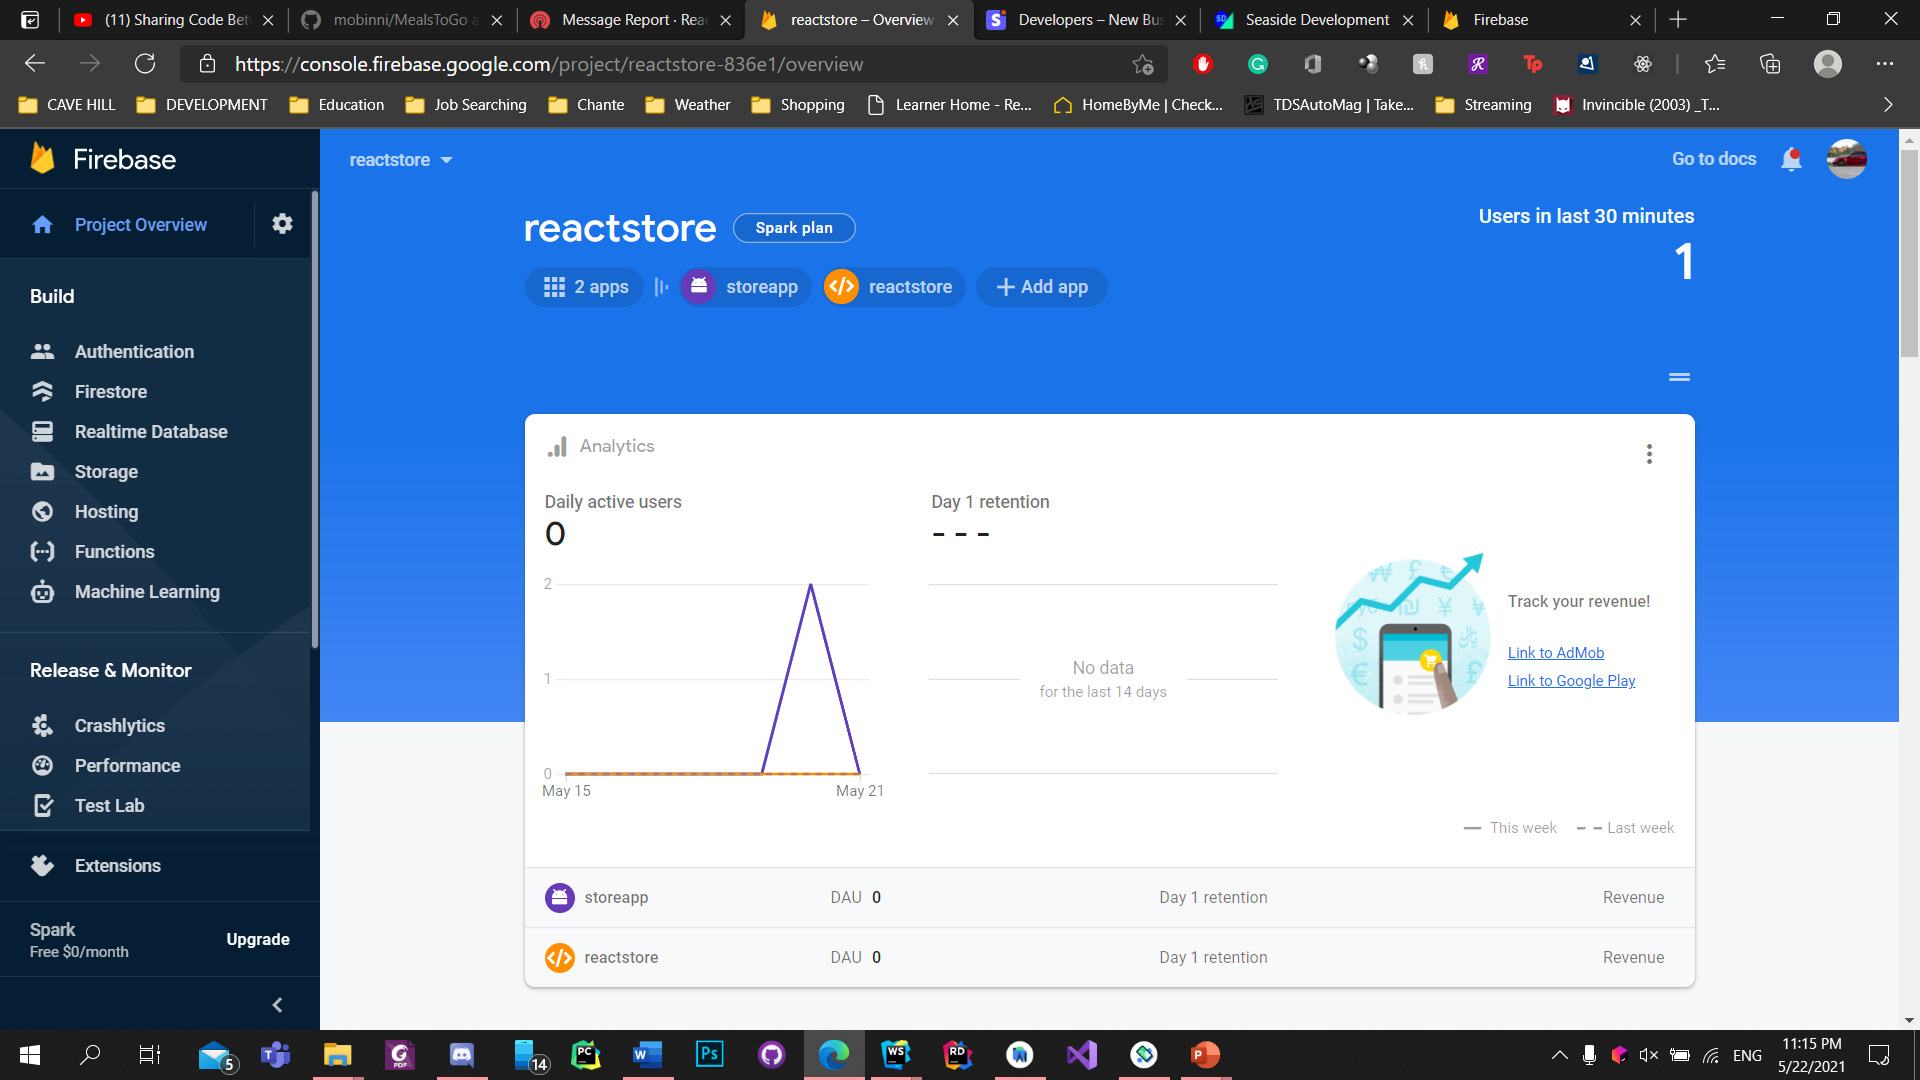 (11) Sharing Code Bet
mobinni/MealsToGo a
Message Report · Rea
reactstore – Overview
Developers – New Bus
Seaside Development
Firebase
https://console.firebase.google.com/project/reactstore-836e1/overview
CAVE HILL
DEVELOPMENT
Education
Job Searching
Chante
Weather
Shopping
Learner Home - Re...
HomeByMe | Check...
TDSAutoMag | Take...
Streaming
Invincible (2003) _T...
Firebase
Project Overview
Build
Authentication
Firestore
Realtime Database
Storage
Hosting
Functions
Machine Learning
Release & Monitor
Crashlytics
Performance
Test Lab
Extensions
Spark
Free $0/month
Upgrade
reactstore
Go to docs
reactstore
Spark plan
2 apps
storeapp
reactstore
Add app
Users in last 30 minutes
1
Analytics
Daily active users
0
2
1
0
May 15
May 21
Day 1 retention
- - -
No data
for the last 14 days
Track your revenue!
Link to AdMob
Link to Google Play
This week
Last week
storeapp
DAU 0
Day 1 retention
Revenue
reactstore
DAU 0
Day 1 retention
Revenue
5
14
ENG
11:15 PM
5/22/2021